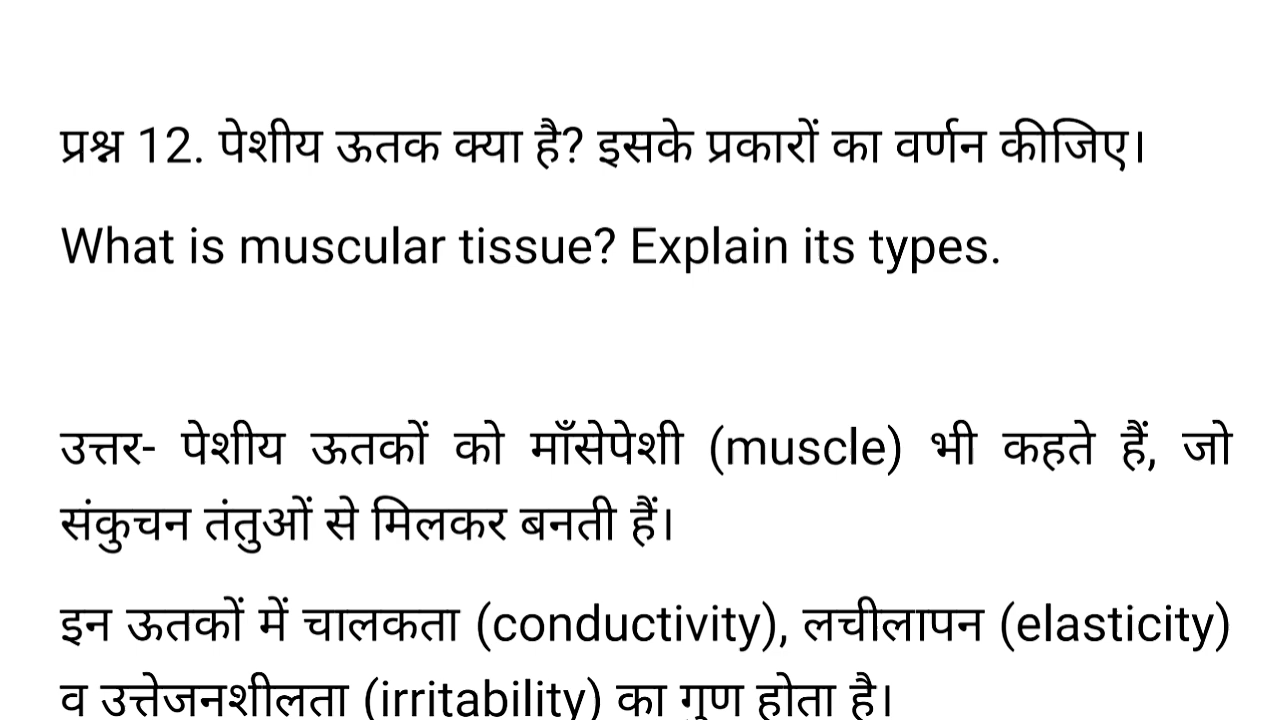 प्रश्न 12. पेशीय ऊतक क्या है? इसके प्रकारों का वर्णन कीजिए।
What is muscular tissue? Explain its types.
उत्तर- पेशीय ऊतकों को माँसेपेशी (muscle) भी कहते हैं, जो
संकुचन तंतुओं से मिलकर बनती हैं।
इन ऊतकों में चालकता (conductivity), लचीलापन (elasticity)
व उत्तेजनशीलता (irritability) का गुण होता है।